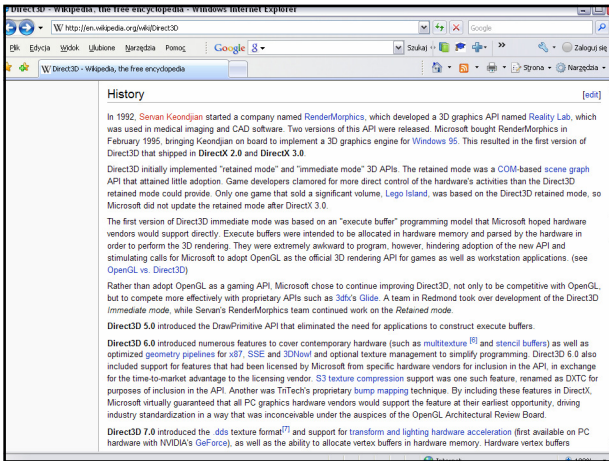 Direct3D - Wikipedia, the free encyclopedia - Windows Internet Explorer
W http://en.wikipedia.org/wiki/Direct3D
Google
Plik Edycja Widok Ulubione Narzędzia Pomoc
Google
Szukaj
Zaloguj się
W Direct3D - Wikipedia, the free encyclopedia
Strona
Narzędzia
History
[edit]
In 1992, Servan Keondjian started a company named RenderMorphics, which developed a 3D graphics API named Reality Lab, which
was used in medical imaging and CAD software. Two versions of this API were released. Microsoft bought RenderMorphics in
February 1995, bringing Keondjian on board to implement a 3D graphics engine for Windows 95. This resulted in the first version of
Direct3D that shipped in DirectX 2.0 and DirectX 3.0.
Direct3D initially implemented "retained mode" and "immediate mode" 3D APIs. The retained mode was a COM-based scene graph
API that attained little adoption. Game developers clamored for more direct control of the hardware's activities than the Direct3D
retained mode could provide. Only one game that sold a significant volume, Lego Island, was based on the Direct3D retained mode, so
Microsoft did not update the retained mode after DirectX 3.0.
The first version of Direct3D immediate mode was based on an "execute buffer" programming model that Microsoft hoped hardware
vendors would support directly. Execute buffers were intended to be allocated in hardware memory and parsed by the hardware in
order to perform the 3D rendering. They were extremely awkward to program, however, hindering adoption of the new API and
stimulating calls for Microsoft to adopt OpenGL as the official 3D rendering API for games as well as workstation applications. (see
OpenGL vs. Direct3D)
Rather than adopt OpenGL as a gaming API, Microsoft chose to continue improving Direct3D, not only to be competitive with OpenGL,
but to compete more effectively with proprietary APIs such as 3dfx's Glide. A team in Redmond took over development of the Direct3D
Immediate mode, while Servan's RenderMorphics team continued work on the Retained mode.
Direct3D 5.0 introduced the DrawPrimitive API that eliminated the need for applications to construct execute buffers.
Direct3D 6.0 introduced numerous features to cover contemporary hardware (such as multitexture [6] and stencil buffers) as well as
optimized geometry pipelines for x87, SSE and 3DNow! and optional texture management to simplify programming. Direct3D 6.0 also
included support for features that had been licensed by Microsoft from specific hardware vendors for inclusion in the API, in exchange
for the time-to-market advantage to the licensing vendor. S3 texture compression support was one such feature, renamed as DXTC for
purposes of inclusion in the API. Another was TriTech's proprietary bump mapping technique. By including these features in DirectX,
Microsoft virtually guaranteed that all PC graphics hardware vendors would support the feature at their earliest opportunity, driving
industry standardization in a way that was inconceivable under the auspices of the OpenGL Architectural Review Board.
Direct3D 7.0 introduced the .dds texture format[7] and support for transform and lighting hardware acceleration (first available on PC
hardware with NVIDIA's GeForce), as well as the ability to allocate vertex buffers in hardware memory. Hardware vertex buffers